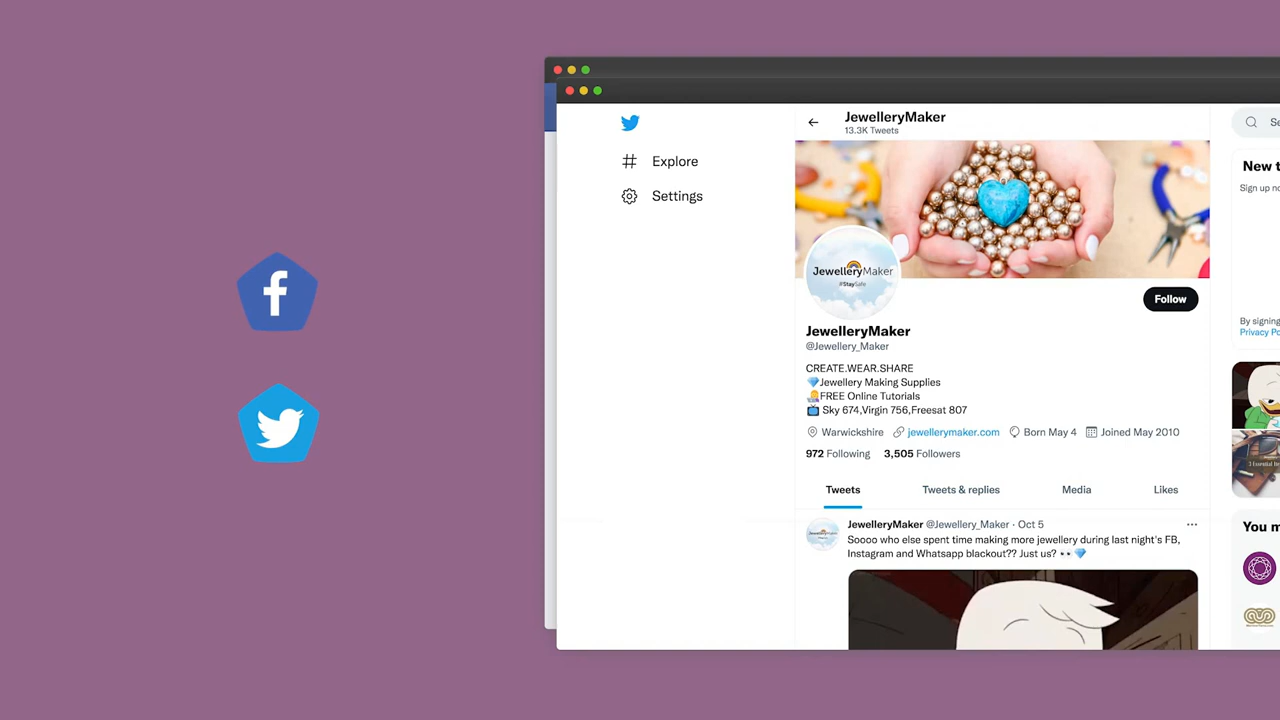 JewelleryMaker
13.3K Tweets
Se
Explore
Settings
New t
Sign up no
JewelleryMaker
#StaySafe
Follow
By signing
Privacy Po
JewelleryMaker
@Jewellery_Maker
CREATE.WEAR.SHARE
💎Jewellery Making Supplies
👩‍🎨FREE Online Tutorials
📺 Sky 674,Virgin 756,Freesat 807
Warwickshire jewellerymaker.com Born May 4 Joined May 2010
972 Following 3,505 Followers
Tweets Tweets & replies Media Likes
JewelleryMaker @Jewellery_Maker · Oct 5
Soooo who else spent time making more jewellery during last night's FB,
Instagram and Whatsapp blackout?? Just us? 👀 💎
You m